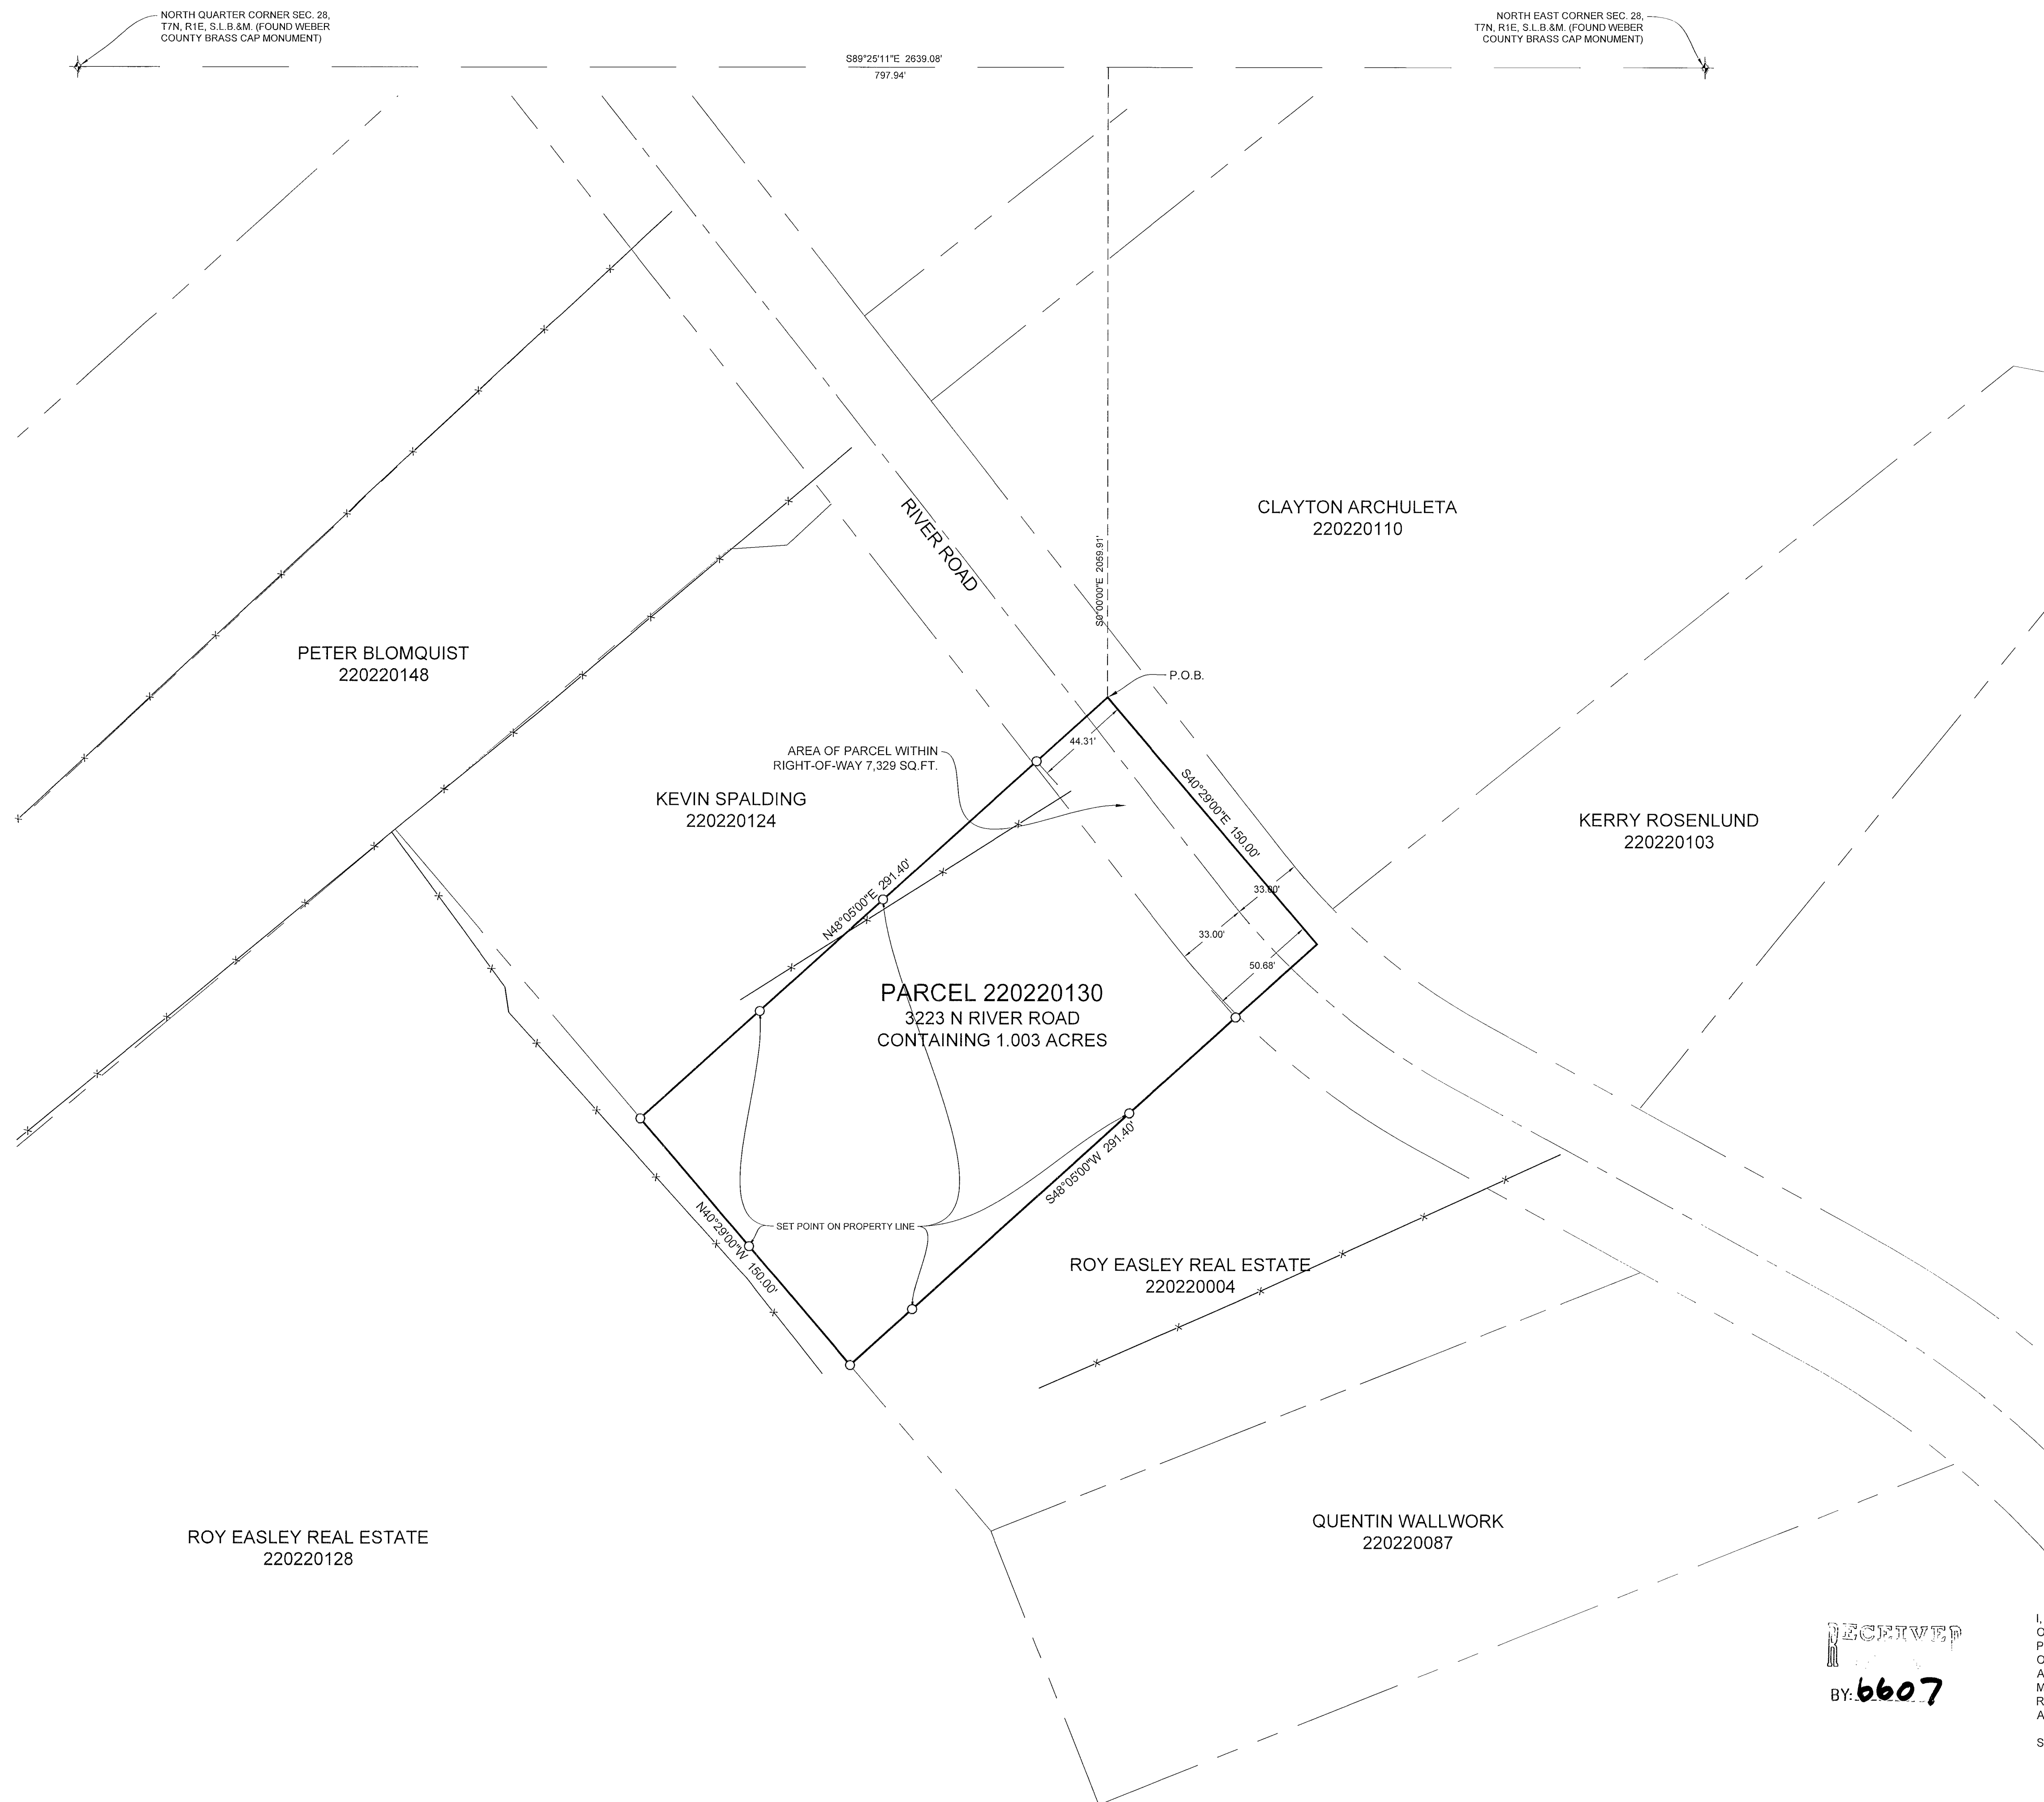 NORTH QUARTER CORNER SEC. 28,
T7N, R1E, S.L.B.&M. (FOUND WEBER
COUNTY BRASS CAP MONUMENT)
NORTH EAST CORNER SEC. 28,
T7N, R1E, S.L.B.&M. (FOUND WEBER
COUNTY BRASS CAP MONUMENT)
S89°25'11"E 2639.08'
797.94'
RIVER ROAD
CLAYTON ARCHULETA
220220110
S0°00'00"E 2059.91'
PETER BLOMQUIST
220220148
P.O.B.
44.31'
AREA OF PARCEL WITHIN
RIGHT-OF-WAY 7,329 SQ.FT.
KEVIN SPALDING
220220124
S40°29'00"E 150.00'
KERRY ROSENLUND
220220103
N48°05'00"E 291.40'
33.00'
33.00'
50.68'
PARCEL 220220130
3223 N RIVER ROAD
CONTAINING 1.003 ACRES
S48°05'00"W 291.40'
N40°29'00"W 150.00'
SET POINT ON PROPERTY LINE
ROY EASLEY REAL ESTATE
220220004
ROY EASLEY REAL ESTATE
220220128
QUENTIN WALLWORK
220220087
RECEIVED
BY: 6607
I,